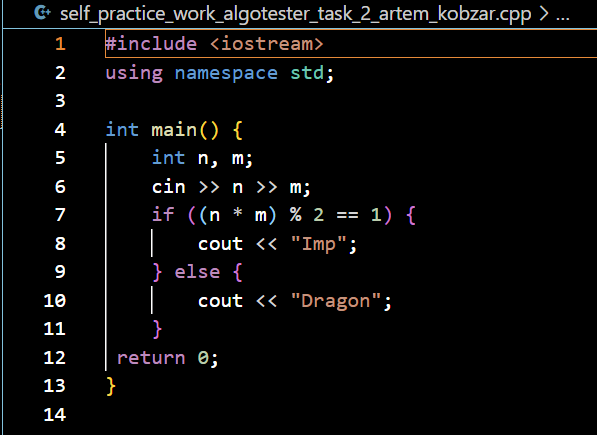 self_practice_work_algotester_task_2_artem_kobzar.cpp > ...
1 #include <iostream>
2 using namespace std;
3
4 int main() {
5     int n, m;
6     cin >> n >> m;
7     if ((n * m) % 2 == 1) {
8         cout << "Imp";
9     } else {
10         cout << "Dragon";
11     }
12  return 0;
13 }
14